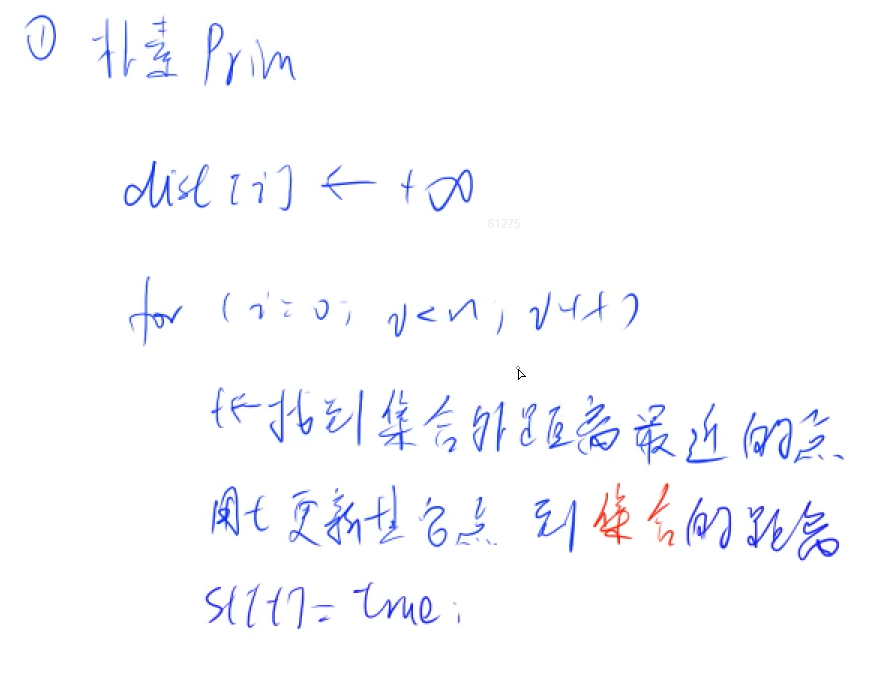 ① 朴素 Prim
dist[i] ← +∞
61275
for (i=0; i<n; i++)
t←找到集合外距离最近的点
用t更新其它点 到集合的距离
st[t]=true;